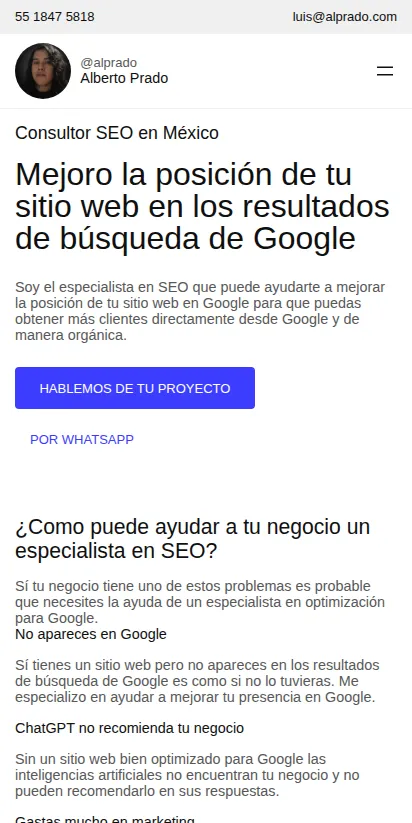 55 1847 5818
luis@alprado.com
@alprado
Alberto Prado
Consultor SEO en México
Mejoro la posición de tu
sitio web en los resultados
de búsqueda de Google
Soy el especialista en SEO que puede ayudarte a mejorar
la posición de tu sitio web en Google para que puedas
obtener más clientes directamente desde Google y de
manera orgánica.
HABLEMOS DE TU PROYECTO
POR WHATSAPP
¿Como puede ayudar a tu negocio un
especialista en SEO?
Sí tu negocio tiene uno de estos problemas es probable
que necesites la ayuda de un especialista en optimización
para Google.
No apareces en Google
Sí tienes un sitio web pero no apareces en los resultados
de búsqueda de Google es como si no lo tuvieras. Me
especializo en ayudar a mejorar tu presencia en Google.
ChatGPT no recomienda tu negocio
Sin un sitio web bien optimizado para Google las
inteligencias artificiales no encuentran tu negocio y no
pueden recomendarlo en sus respuestas.
Gastas mucho en marketing